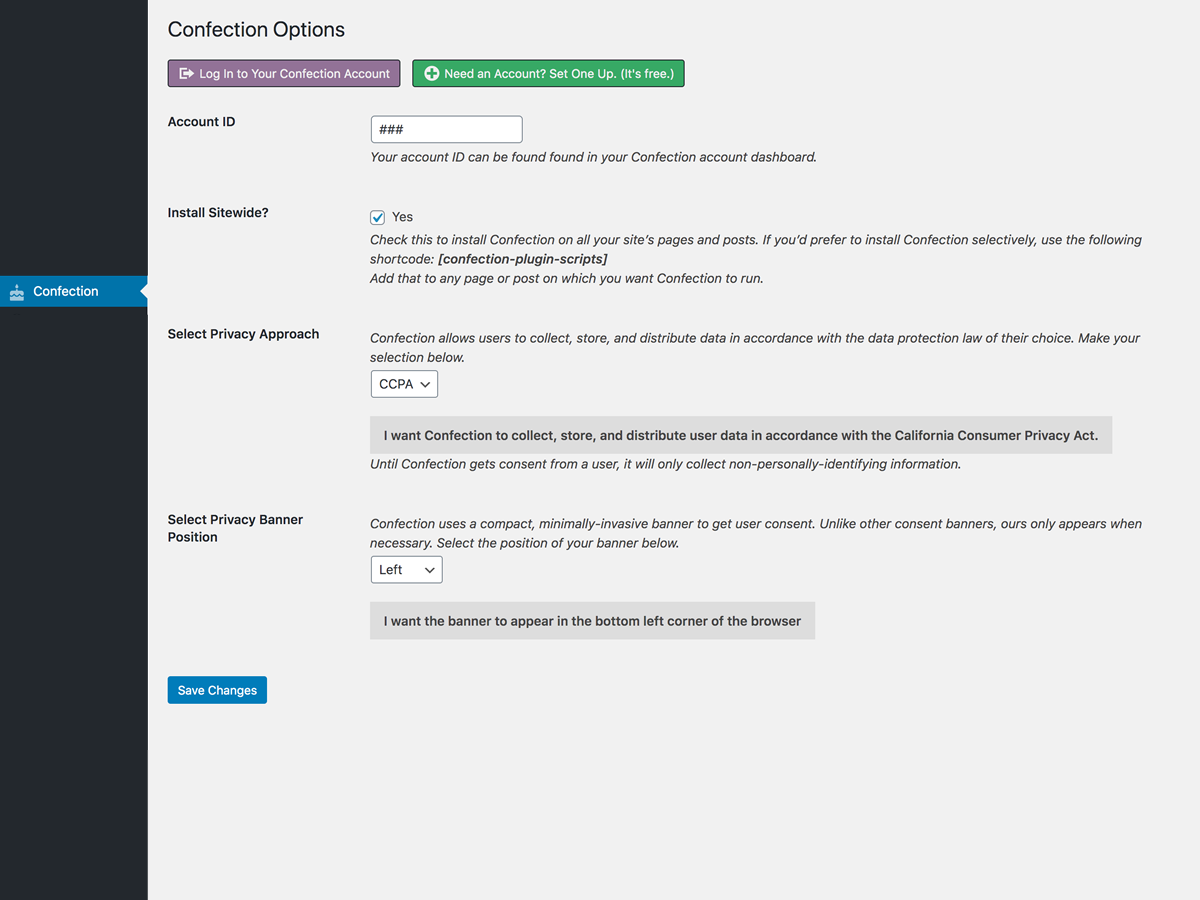 Confection Options
Log In to Your Confection Account
Need an Account? Set One Up. (It's free.)
Account ID
###
Your account ID can be found found in your Confection account dashboard.
Install Sitewide?
Yes
Check this to install Confection on all your site’s pages and posts. If you’d prefer to install Confection selectively, use the following
shortcode: [confection-plugin-scripts]
Add that to any page or post on which you want Confection to run.
Confection
Select Privacy Approach
Confection allows users to collect, store, and distribute data in accordance with the data protection law of their choice. Make your
selection below.
CCPA
I want Confection to collect, store, and distribute user data in accordance with the California Consumer Privacy Act.
Until Confection gets consent from a user, it will only collect non-personally-identifying information.
Select Privacy Banner
Position
Confection uses a compact, minimally-invasive banner to get user consent. Unlike other consent banners, ours only appears when
necessary. Select the position of your banner below.
Left
I want the banner to appear in the bottom left corner of the browser
Save Changes